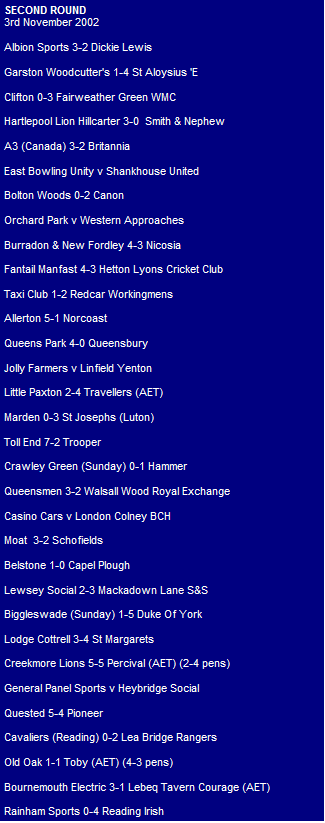 SECOND ROUND
3rd November 2002
Albion Sports 3-2 Dickie Lewis
Garston Woodcutter's 1-4 St Aloysius 'E
Clifton 0-3 Fairweather Green WMC
Hartlepool Lion Hillcarter 3-0 Smith & Nephew
A3 (Canada) 3-2 Britannia
East Bowling Unity v Shankhouse United
Bolton Woods 0-2 Canon
Orchard Park v Western Approaches
Burradon & New Fordley 4-3 Nicosia
Fantail Manfast 4-3 Hetton Lyons Cricket Club
Taxi Club 1-2 Redcar Workingmens
Allerton 5-1 Norcoast
Queens Park 4-0 Queensbury
Jolly Farmers v Linfield Yenton
Little Paxton 2-4 Travellers (AET)
Marden 0-3 St Josephs (Luton)
Toll End 7-2 Trooper
Crawley Green (Sunday) 0-1 Hammer
Queensmen 3-2 Walsall Wood Royal Exchange
Casino Cars v London Colney BCH
Moat 3-2 Schofields
Belstone 1-0 Capel Plough
Lewsey Social 2-3 Mackadown Lane S&S
Biggleswade (Sunday) 1-5 Duke Of York
Lodge Cottrell 3-4 St Margarets
Creekmore Lions 5-5 Percival (AET) (2-4 pens)
General Panel Sports v Heybridge Social
Quested 5-4 Pioneer
Cavaliers (Reading) 0-2 Lea Bridge Rangers
Old Oak 1-1 Toby (AET) (4-3 pens)
Bournemouth Electric 3-1 Lebeq Tavern Courage (AET)
Rainham Sports 0-4 Reading Irish